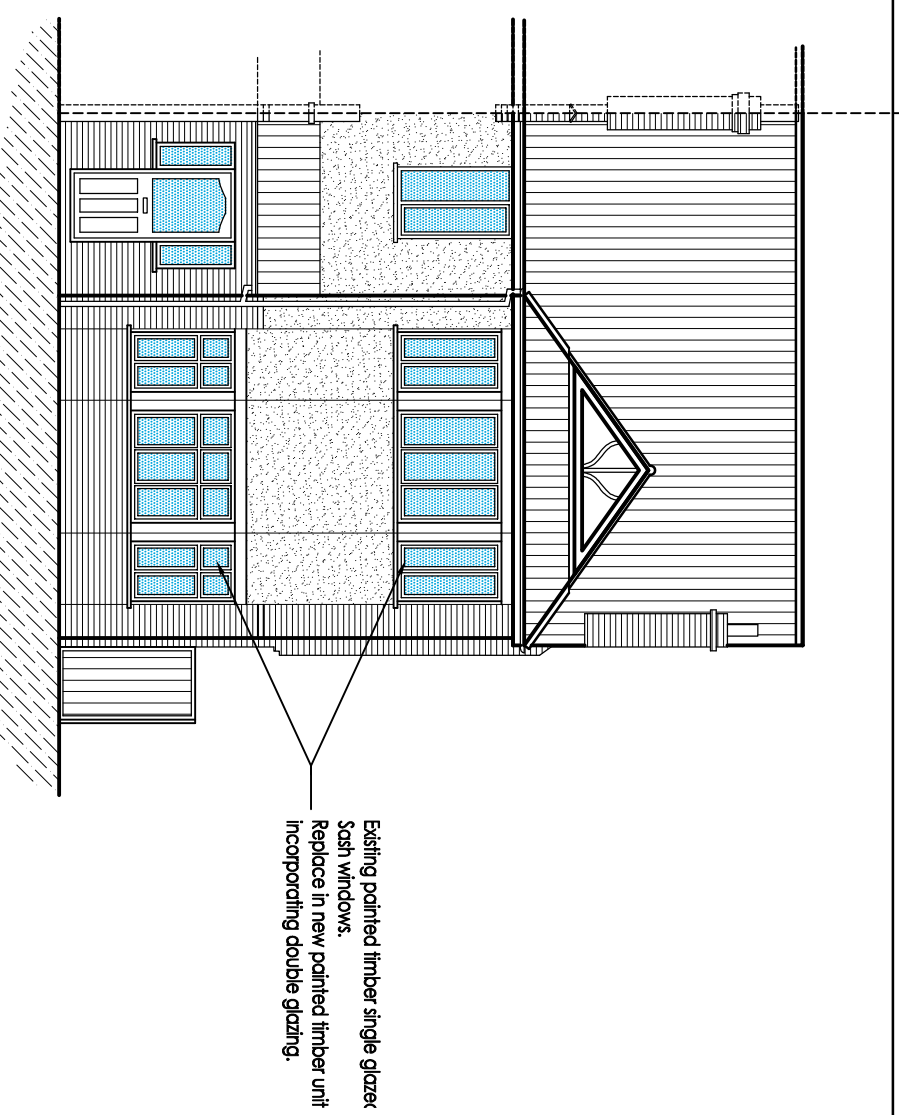 Existing painted timber single glazed
Sash windows.
Replace in new painted timber unit
incorporating double glazing.